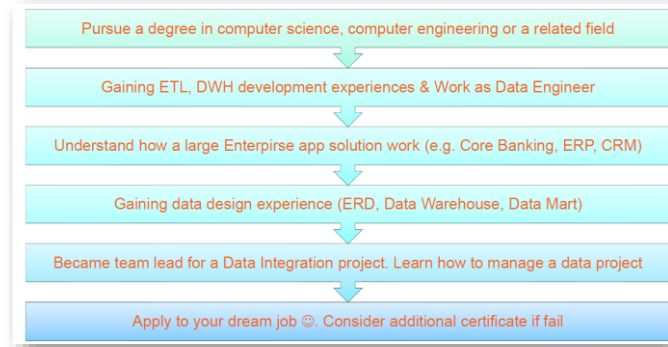 Pursue a degree in computer science, computer engineering or a related field
Gaining ETL, DWH development experiences & Work as Data Engineer
Understand how a large Enterpirse app solution work (e.g. Core Banking, ERP, CRM)
Gaining data design experience (ERD, Data Warehouse, Data Mart)
Became team lead for a Data Integration project. Learn how to manage a data project
Apply to your dream job ☺. Consider additional certificate if fail